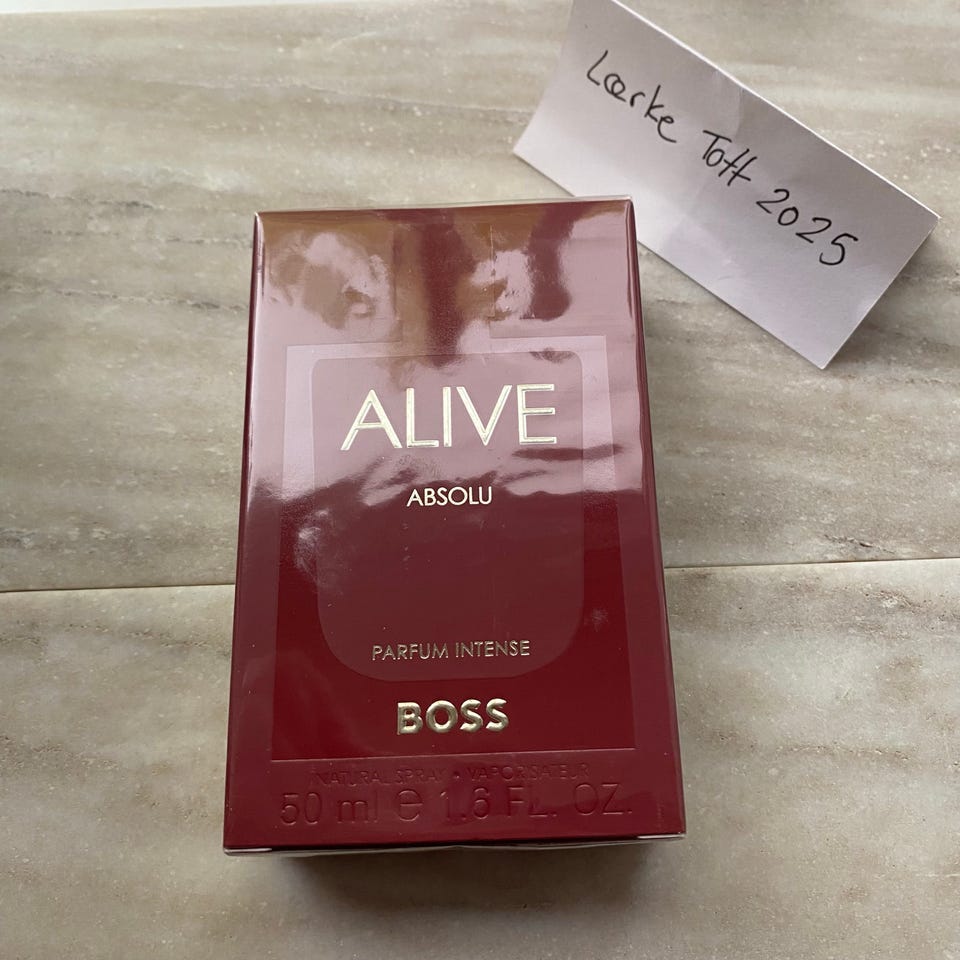 Lærke Toft 2025
ALIVE
ABSOLU
PARFUM INTENSE
BOSS
NATURAL SPRAY • VAPORISATEUR
50 ml ℮ 1.6 FL. OZ.